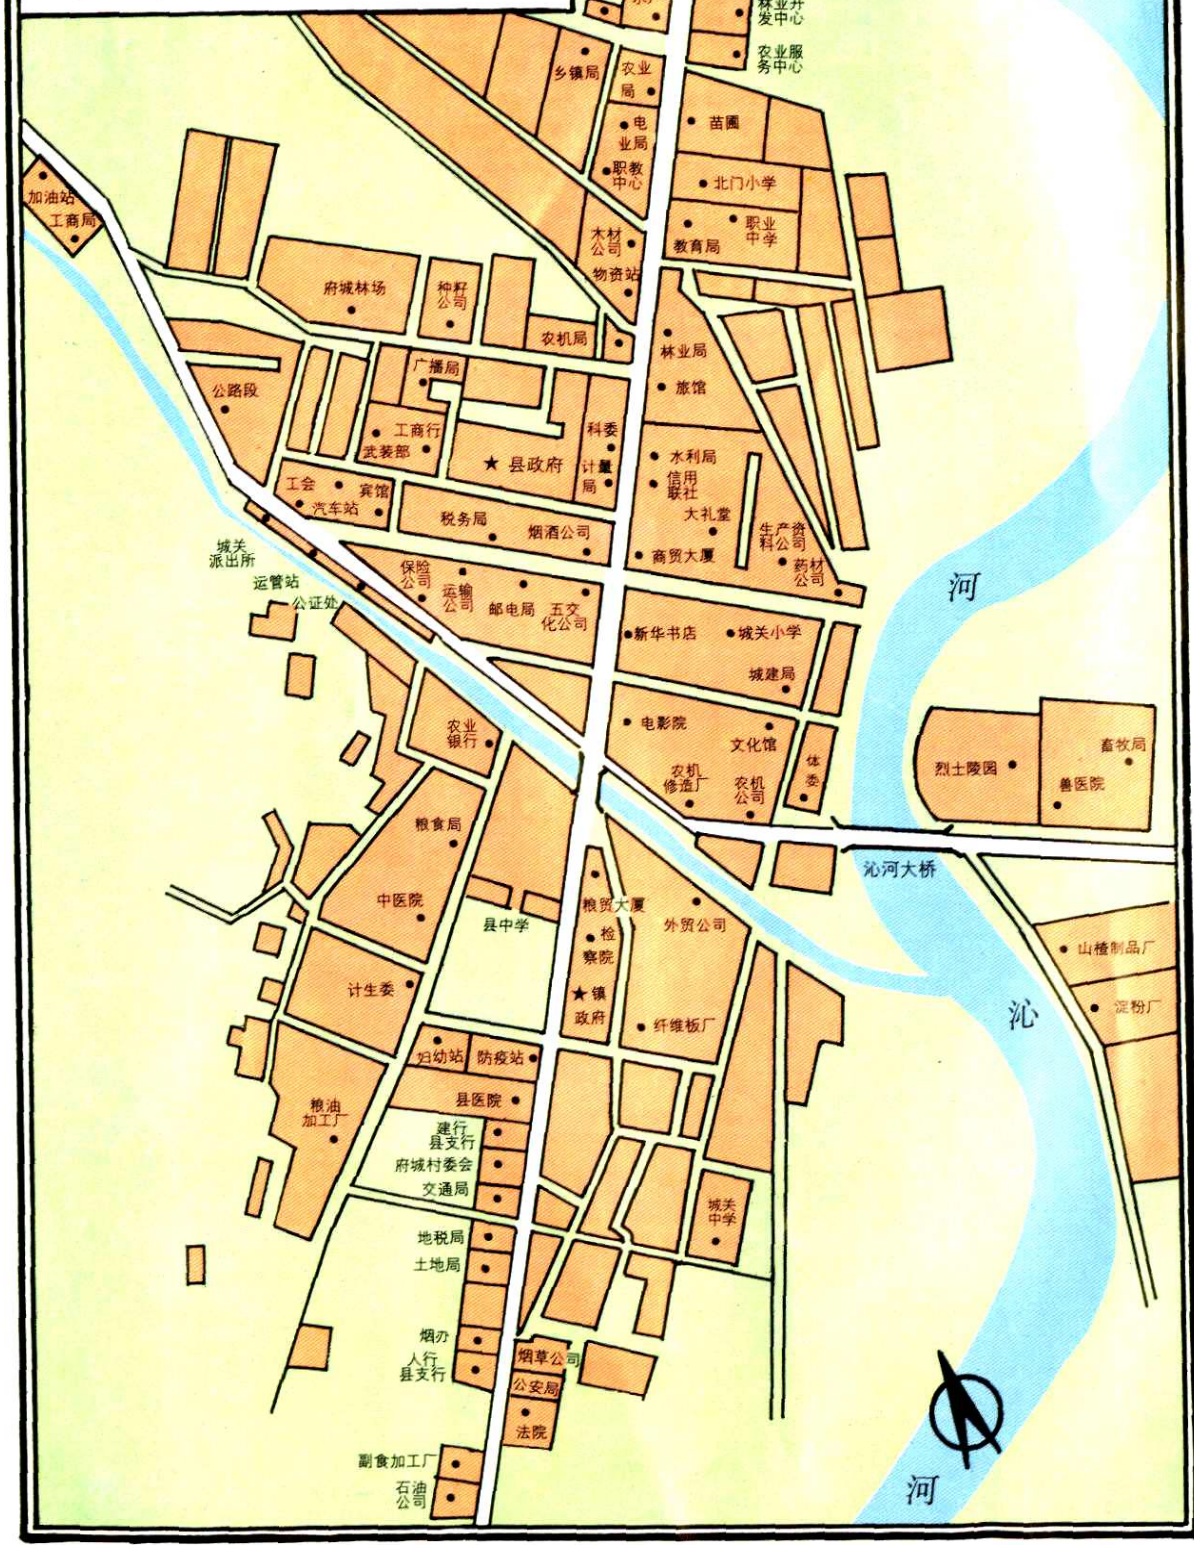 林业开
发中心
农业服
务中心
乡镇局
农业
局
电
业局
苗圃
职教
中心
北门小学
加油站
工商局
木材
公司
教育局
职业
中学
物资站
府城林场
种籽
公司
农机局
林业局
广播局
公路段
旅馆
工商行
武装部
科委
★县政府
计量
局
水利局
信用
联社
工会
宾馆
汽车站
税务局
烟酒公司
大礼堂
生产资
料公司
商贸大厦
城关
派出所
运管站
公证处
保险
公司
运输
公司
邮电局
五交
化公司
药材
公司
河
新华书店
城关小学
城建局
农业
银行
电影院
文化馆
体
委
农机
修造厂
农机
公司
烈士陵园
畜牧局
兽医院
粮食局
沁河大桥
中医院
县中学
粮贸大厦
外贸公司
检
察院
山楂制品厂
计生委
★镇
政府
纤维板厂
淀粉厂
沁
妇幼站
防疫站
粮油
加工厂
县医院
建行
县支行
府城村委会
交通局
城关
中学
地税局
土地局
烟办
人行
县支行
烟草公司
公安局
法院
副食加工厂
石油
公司
河